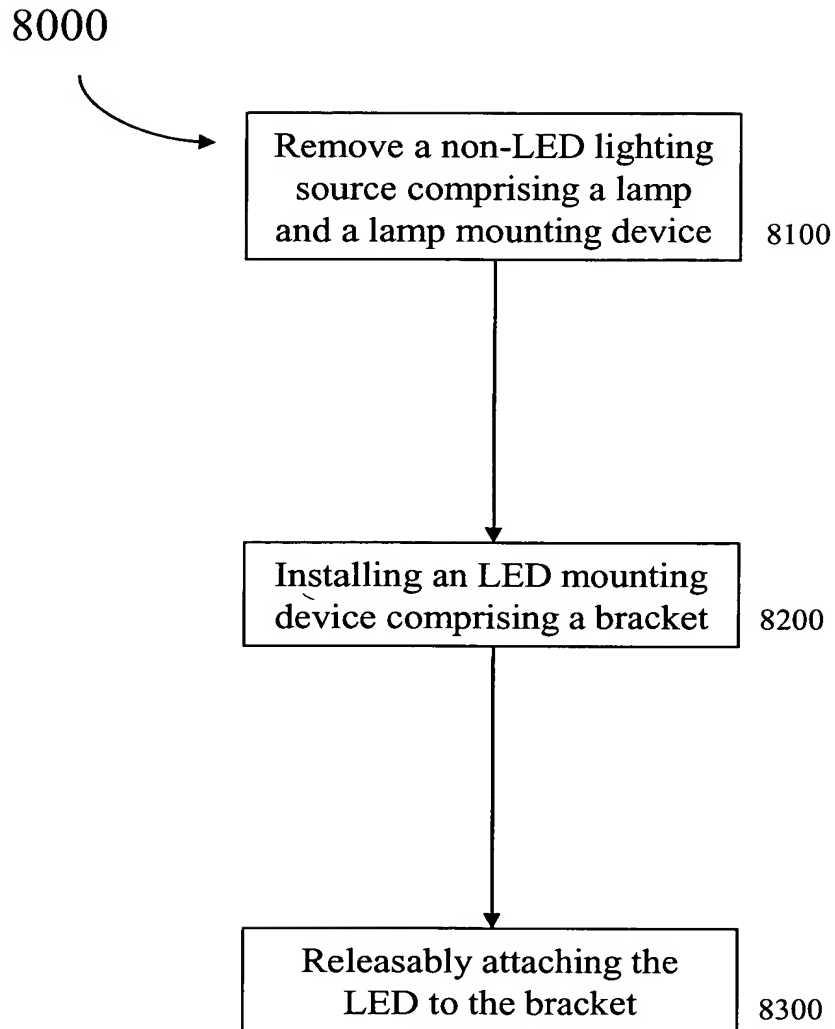 8000
Remove a non-LED lighting
source comprising a lamp
and a lamp mounting device
8100
Installing an LED mounting
device comprising a bracket
8200
Releasably attaching the
LED to the bracket
8300